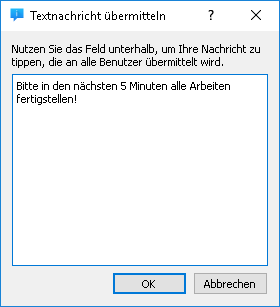 Textnachricht übermitteln
Nutzen Sie das Feld unterhalb, um Ihre Nachricht zu
tippen, die an alle Benutzer übermittelt wird.
Bitte in den nächsten 5 Minuten alle Arbeiten
fertigstellen!
OK
Abbrechen